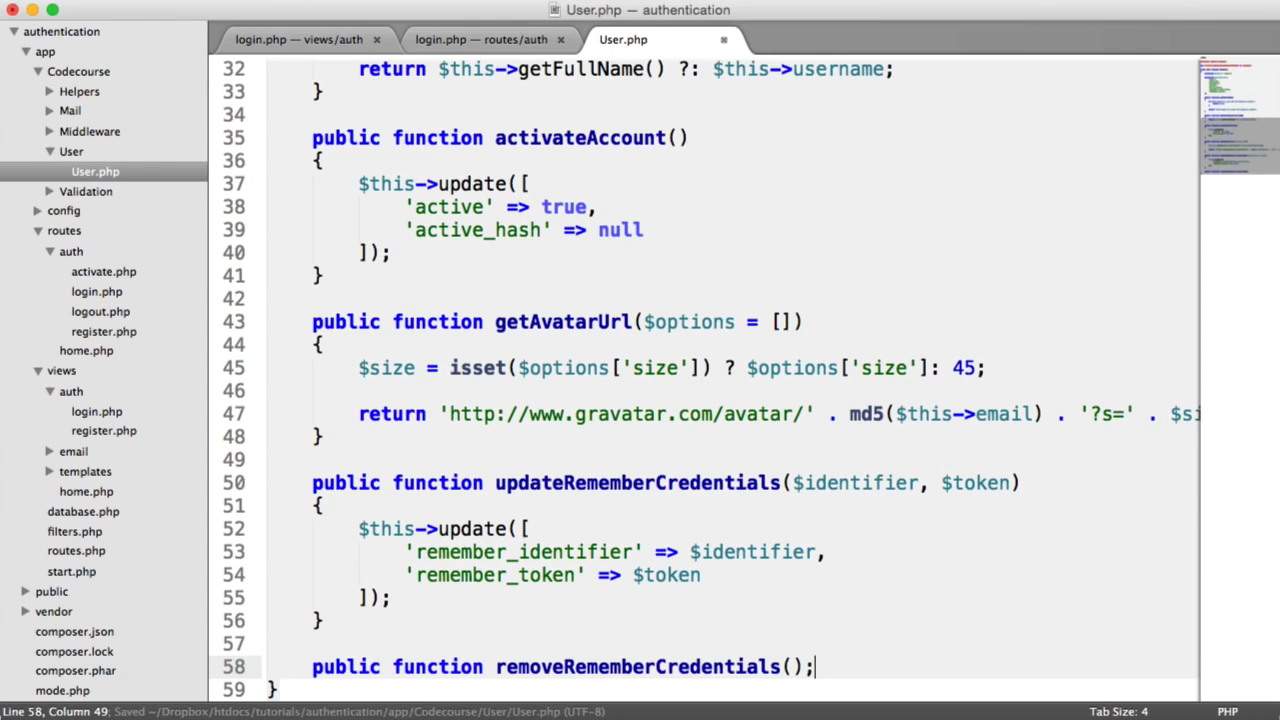 User.php — authentication
authentication
app
Codecourse
Helpers
Mail
Middleware
User
User.php
Validation
config
routes
auth
activate.php
login.php
logout.php
register.php
home.php
views
auth
login.php
register.php
email
templates
home.php
database.php
filters.php
routes.php
start.php
public
vendor
composer.json
composer.lock
composer.phar
mode.php
login.php — views/auth ×
login.php — routes/auth ×
User.php
32 return $this->getFullName() ?: $this->username;
33 }
34
35 public function activateAccount()
36 {
37 $this->update([
38 'active' => true,
39 'active_hash' => null
40 ]);
41 }
42
43 public function getAvatarUrl($options = [])
44 {
45 $size = isset($options['size']) ? $options['size']: 45;
46
47 return 'http://www.gravatar.com/avatar/' . md5($this->email) . '?s=' . $si
48 }
49
50 public function updateRememberCredentials($identifier, $token)
51 {
52 $this->update([
53 'remember_identifier' => $identifier,
54 'remember_token' => $token
55 ]);
56 }
57
58 public function removeRememberCredentials();
59 }
Line 58, Column 49; Saved ~/Dropbox/htdocs/tutorials/authentication/app/Codecourse/User/User.php (UTF-8)
Tab Size: 4
PHP